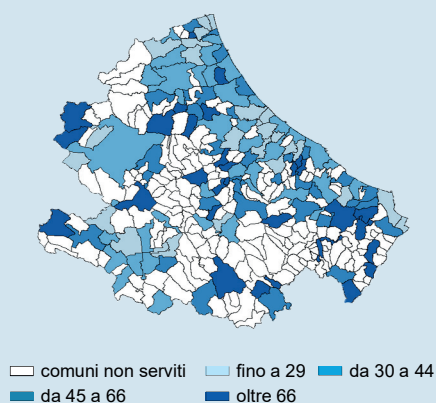 comuni non serviti fino a 29 da 30 a 44
da 45 a 66 oltre 66